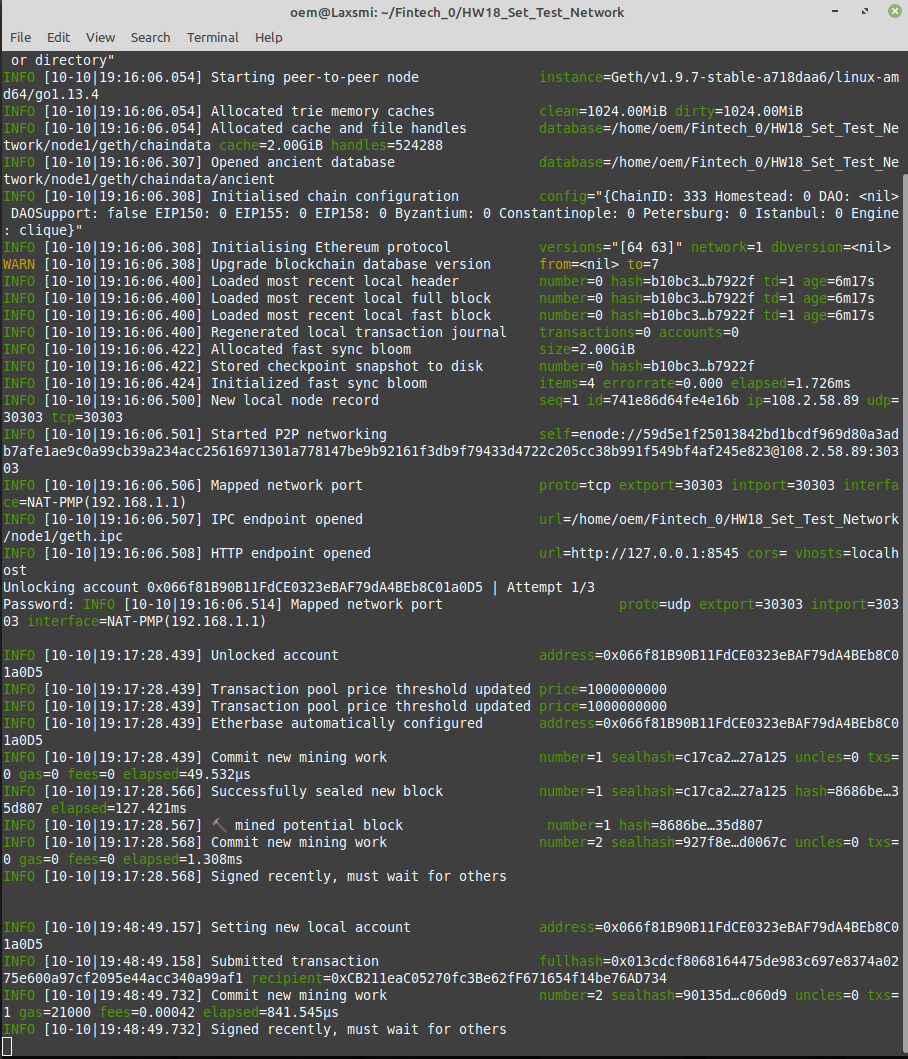 oem@Laxsmi: ~/Fintech_0/HW18_Set_Test_Network
File Edit View Search Terminal Help
or directory"
INFO [10-10|19:16:06.054] Starting peer-to-peer node instance=Geth/v1.9.7-stable-a718daa6/linux-am
d64/go1.13.4
INFO [10-10|19:16:06.054] Allocated trie memory caches clean=1024.00MiB dirty=1024.00MiB
INFO [10-10|19:16:06.054] Allocated cache and file handles database=/home/oem/Fintech_0/HW18_Set_Test_Ne
twork/node1/geth/chaindata cache=2.00GiB handles=524288
INFO [10-10|19:16:06.307] Opened ancient database database=/home/oem/Fintech_0/HW18_Set_Test_Ne
twork/node1/geth/chaindata/ancient
INFO [10-10|19:16:06.308] Initialised chain configuration config="{ChainID: 333 Homestead: 0 DAO: <nil>
DAOSupport: false EIP150: 0 EIP155: 0 EIP158: 0 Byzantium: 0 Constantinople: 0 Petersburg: 0 Istanbul: 0 Engine
: clique}"
INFO [10-10|19:16:06.308] Initialising Ethereum protocol versions="[64 63]" network=1 dbversion=<nil>
WARN [10-10|19:16:06.308] Upgrade blockchain database version from=<nil> to=7
INFO [10-10|19:16:06.400] Loaded most recent local header number=0 hash=b10bc3…b7922f td=1 age=6m17s
INFO [10-10|19:16:06.400] Loaded most recent local full block number=0 hash=b10bc3…b7922f td=1 age=6m17s
INFO [10-10|19:16:06.400] Loaded most recent local fast block number=0 hash=b10bc3…b7922f td=1 age=6m17s
INFO [10-10|19:16:06.400] Regenerated local transaction journal transactions=0 accounts=0
INFO [10-10|19:16:06.422] Allocated fast sync bloom size=2.00GiB
INFO [10-10|19:16:06.422] Stored checkpoint snapshot to disk number=0 hash=b10bc3…b7922f
INFO [10-10|19:16:06.424] Initialized fast sync bloom items=4 errorrate=0.000 elapsed=1.726ms
INFO [10-10|19:16:06.500] New local node record seq=1 id=741e86d64fe4e16b ip=108.2.58.89 udp=
30303 tcp=30303
INFO [10-10|19:16:06.501] Started P2P networking self=enode://59d5e1f25013842bd1bcdf969d80a3ad
b7afe1ae9c0a99cb39a234acc25616971301a778147be9b92161f3db9f79433d4722c205cc38b991f549bf4af245e823@108.2.58.89:303
03
INFO [10-10|19:16:06.506] Mapped network port proto=tcp extport=30303 intport=30303 interfa
ce=NAT-PMP(192.168.1.1)
INFO [10-10|19:16:06.507] IPC endpoint opened url=/home/oem/Fintech_0/HW18_Set_Test_Network
/node1/geth.ipc
INFO [10-10|19:16:06.508] HTTP endpoint opened url=http://127.0.0.1:8545 cors= vhosts=localh
ost
Unlocking account 0x066f81B90B11FdCE0323eBAF79dA4BEb8C01a0D5 | Attempt 1/3
Password: INFO [10-10|19:16:06.514] Mapped network port proto=udp extport=30303 intport=303
03 interface=NAT-PMP(192.168.1.1)
INFO [10-10|19:17:28.439] Unlocked account address=0x066f81B90B11FdCE0323eBAF79dA4BEb8C0
1a0D5
INFO [10-10|19:17:28.439] Transaction pool price threshold updated price=1000000000
INFO [10-10|19:17:28.439] Transaction pool price threshold updated price=1000000000
INFO [10-10|19:17:28.439] Etherbase automatically configured address=0x066f81B90B11FdCE0323eBAF79dA4BEb8C0
1a0D5
INFO [10-10|19:17:28.439] Commit new mining work number=1 sealhash=c17ca2…27a125 uncles=0 txs=
0 gas=0 fees=0 elapsed=49.532µs
INFO [10-10|19:17:28.566] Successfully sealed new block number=1 sealhash=c17ca2…27a125 hash=8686be…3
5d807 elapsed=127.421ms
INFO [10-10|19:17:28.567] 🔨 mined potential block number=1 hash=8686be…35d807
INFO [10-10|19:17:28.568] Commit new mining work number=2 sealhash=927f8e…d0067c uncles=0 txs=
0 gas=0 fees=0 elapsed=1.308ms
INFO [10-10|19:17:28.568] Signed recently, must wait for others
INFO [10-10|19:48:49.157] Setting new local account address=0x066f81B90B11FdCE0323eBAF79dA4BEb8C0
1a0D5
INFO [10-10|19:48:49.158] Submitted transaction fullhash=0x013cdcf8068164475de983c697e8374a02
75e600a97cf2095e44acc340a99af1 recipient=0xCB211eaC05270fc3Be62fF671654f14be76AD734
INFO [10-10|19:48:49.732] Commit new mining work number=2 sealhash=90135d…c060d9 uncles=0 txs=
1 gas=21000 fees=0.00042 elapsed=841.545µs
INFO [10-10|19:48:49.732] Signed recently, must wait for others